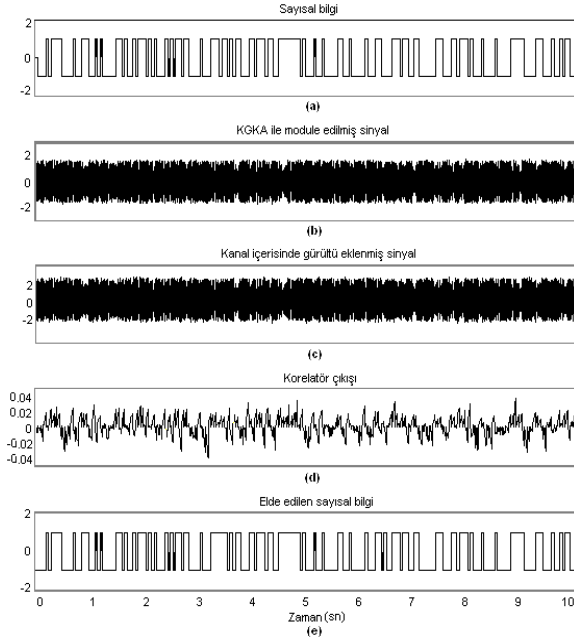 Sayısal bilgi
2
0
-2
(a)
KGKA ile module edilmiş sinyal
2
0
-2
(b)
Kanal içerisinde gürültü eklenmiş sinyal
2
0
-2
(c)
Korelatör çıkışı
0.04
0.02
0
-0.02
-0.04
(d)
Elde edilen sayısal bilgi
2
0
-2
0 1 2 3 4 5 6 7 8 9 10
Zaman (sn)
(e)